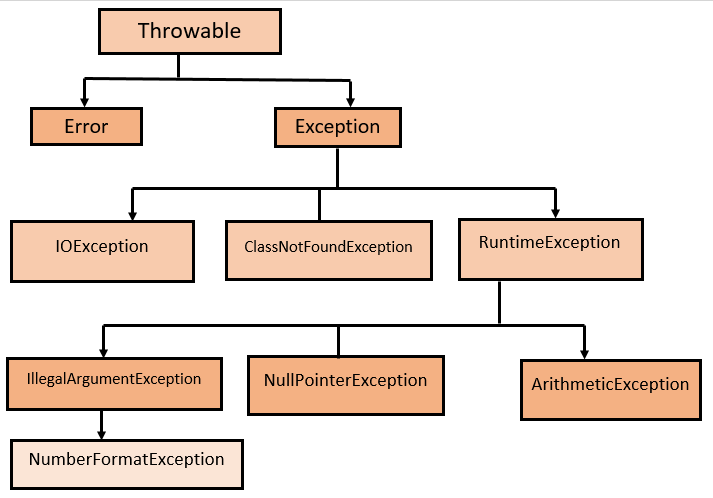 Throwable
Error
Exception
IOException
ClassNotFoundException
RuntimeException
IllegalArgumentException
NullPointerException
ArithmeticException
NumberFormatException